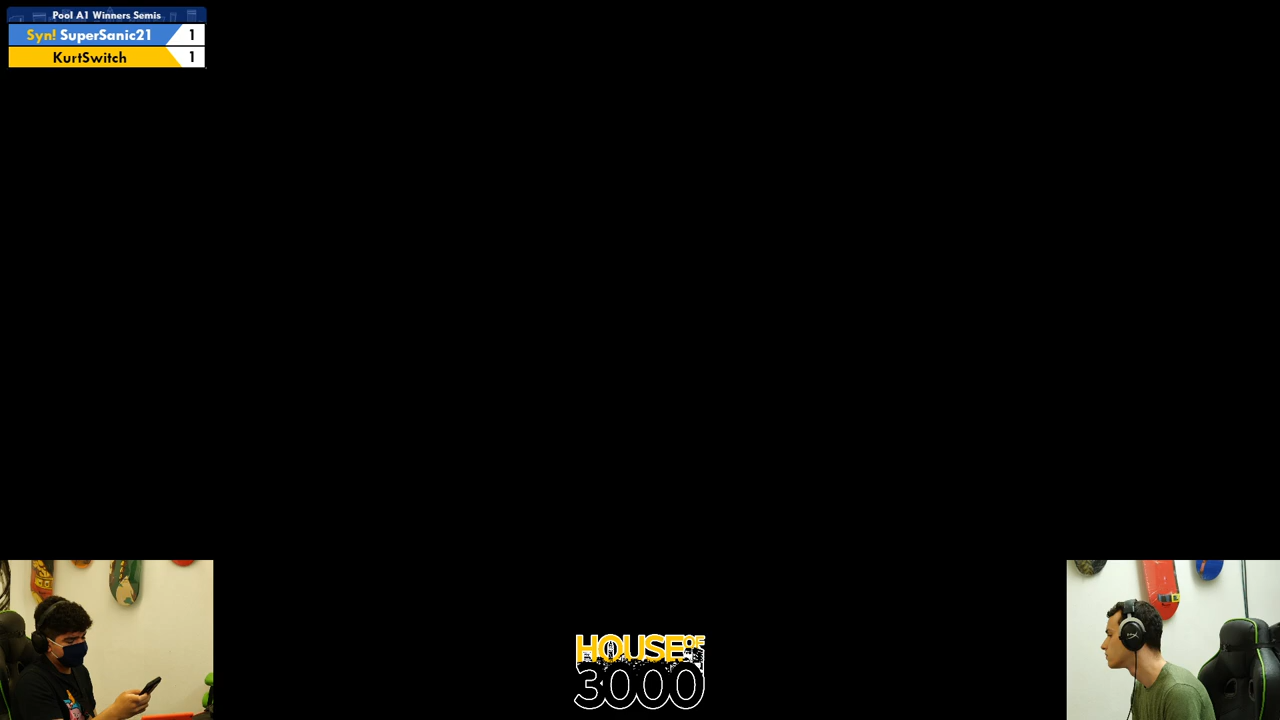 Pool A1 Winners Semis
Syn! SuperSanic21 1
KurtSwitch 1
HOUSE OF
3000